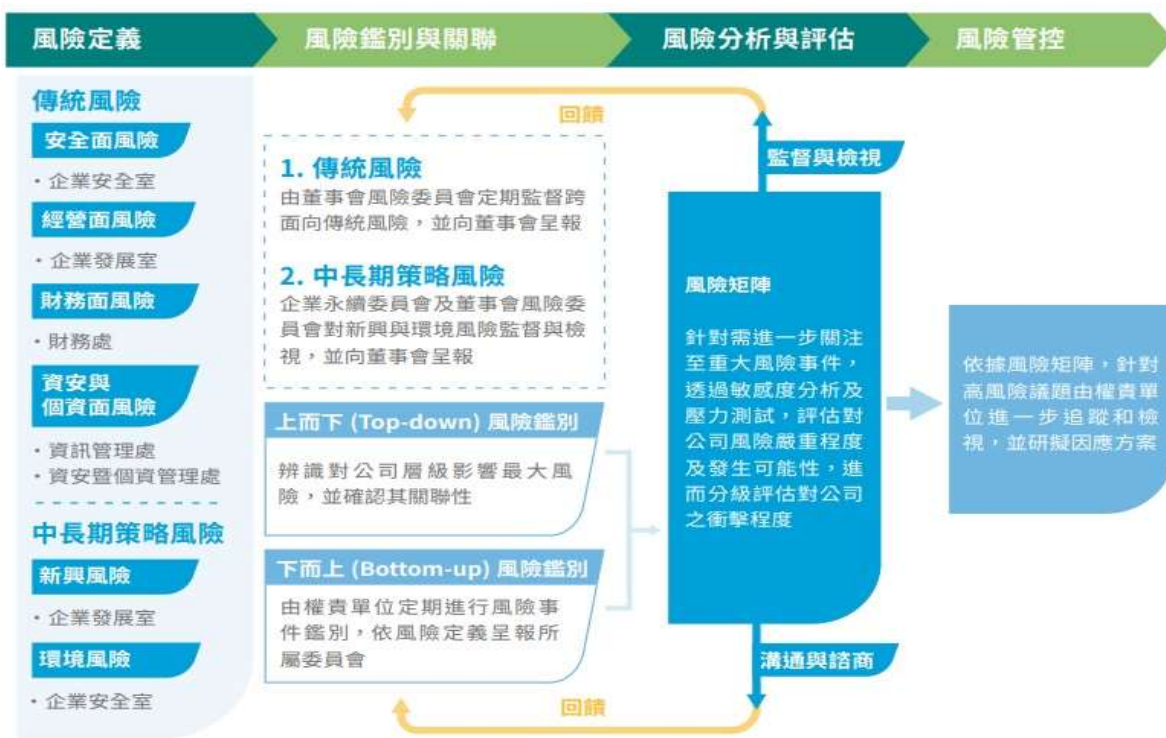 風險定義
風險鑑別與關聯
風險分析與評估
風險管控
傳統風險
安全面風險
・企業安全室
經營面風險
・企業發展室
財務面風險
・財務處
資安與
個資面風險
・資訊管理處
・資安暨個資管理處
中長期策略風險
新興風險
・企業發展室
環境風險
・企業安全室
回饋
1. 傳統風險
由董事會風險委員會定期監督跨
面向傳統風險，並向董事會呈報
2. 中長期策略風險
企業永續委員會及董事會風險委
員會對新興與環境風險監督與檢
視，並向董事會呈報
上而下 (Top-down) 風險鑑別
辨識對公司層級影響最大風
險，並確認其關聯性
下而上 (Bottom-up) 風險鑑別
由權責單位定期進行風險事
件鑑別，依風險定義呈報所
屬委員會
回饋
監督與檢視
風險矩陣
針對需進一步關注
至重大風險事件，
透過敏感度分析及
壓力測試，評估對
公司風險嚴重程度
及發生可能性，進
而分級評估對公司
之衝擊程度
溝通與諮商
依據風險矩陣，針對
高風險議題由權責單
位進一步追蹤和檢
視，並研擬因應方案